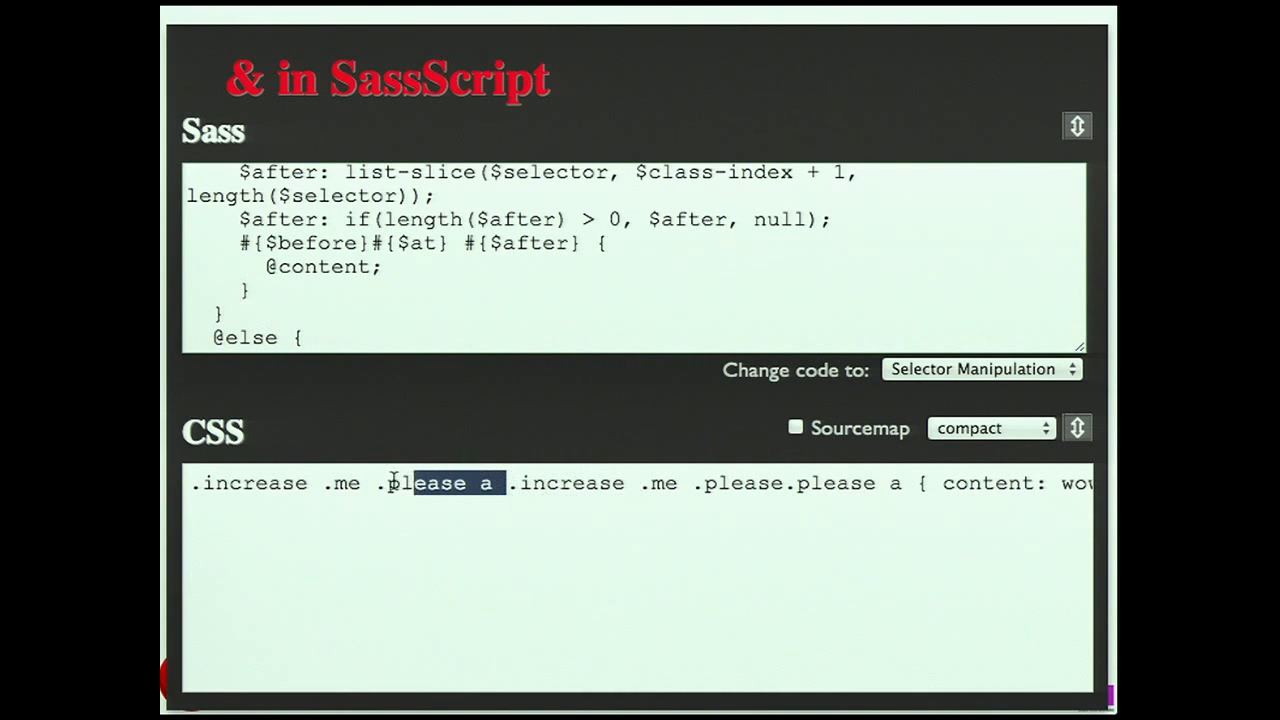 & in SassScript
Sass
$after: list-slice($selector, $class-index + 1,
length($selector));
$after: if(length($after) > 0, $after, null);
#{$before}#{$at} #{$after} {
@content;
}
}
@else {
Change code to: Selector Manipulation
CSS
Sourcemap compact
.increase .me .please a .increase .me .please.please a { content: wow